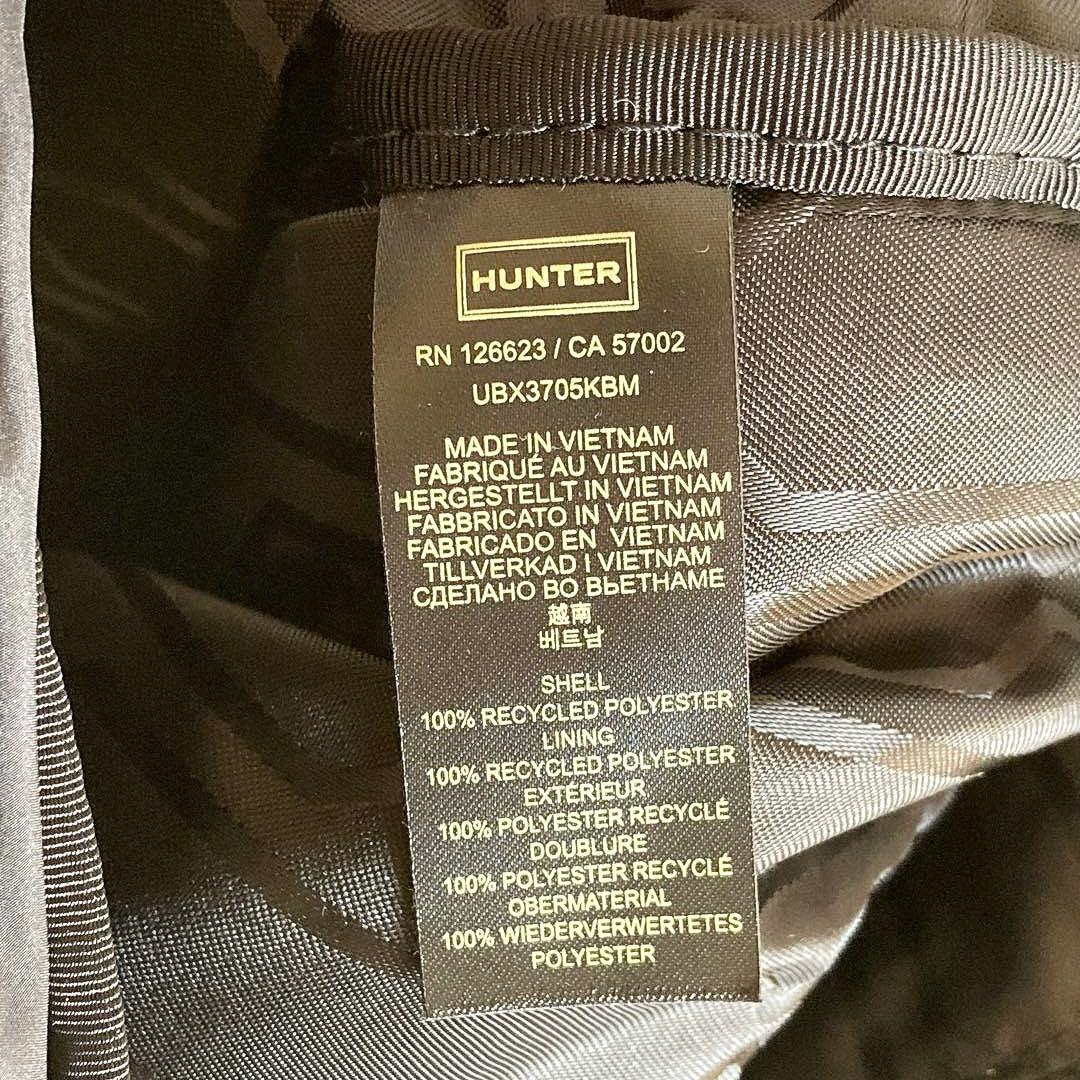 HUNTER
RN 126623 / CA 57002
UBX3705KBM
MADE IN VIETNAM
FABRIQUÉ AU VIETNAM
HERGESTELLT IN VIETNAM
FABBRICATO IN VIETNAM
FABRICADO EN VIETNAM
TILLVERKAD I VIETNAM
СДЕЛАНО ВО ВЬЕТНАМЕ
越南
베트남
SHELL
100% RECYCLED POLYESTER
LINING
100% RECYCLED POLYESTER
EXTERIEUR
100% POLYESTER RECYCLÉ
DOUBLURE
100% POLYESTER RECYCLÉ
OBERMATERIAL
100% WIEDERVERWERTETES
POLYESTER